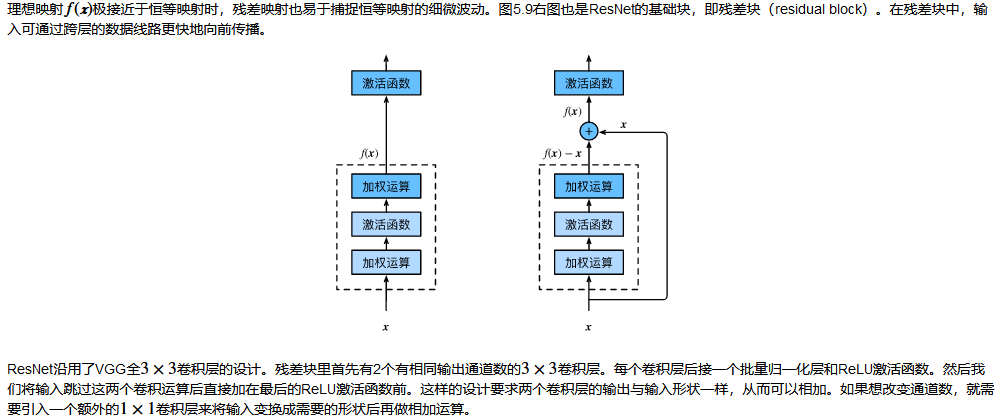 理想映射f(x)极接近于恒等映射时，残差映射也易于捕捉恒等映射的细微波动。图5.9右图也是ResNet的基础块，即残差块（residual block）。在残差块中，输
入可通过跨层的数据线路更快地向前传播。
激活函数
f(x)
加权运算
激活函数
加权运算
x
激活函数
f(x)
+
x
f(x) − x
加权运算
激活函数
加权运算
x
ResNet沿用了VGG全3 × 3卷积层的设计。残差块里首先有2个有相同输出通道数的3 × 3卷积层。每个卷积层后接一个批量归一化层和ReLU激活函数。然后我
们将输入跳过这两个卷积运算后直接加在最后的ReLU激活函数前。这样的设计要求两个卷积层的输出与输入形状一样，从而可以相加。如果想改变通道数，就需
要引入一个额外的1 × 1卷积层来将输入变换成需要的形状后再做相加运算。